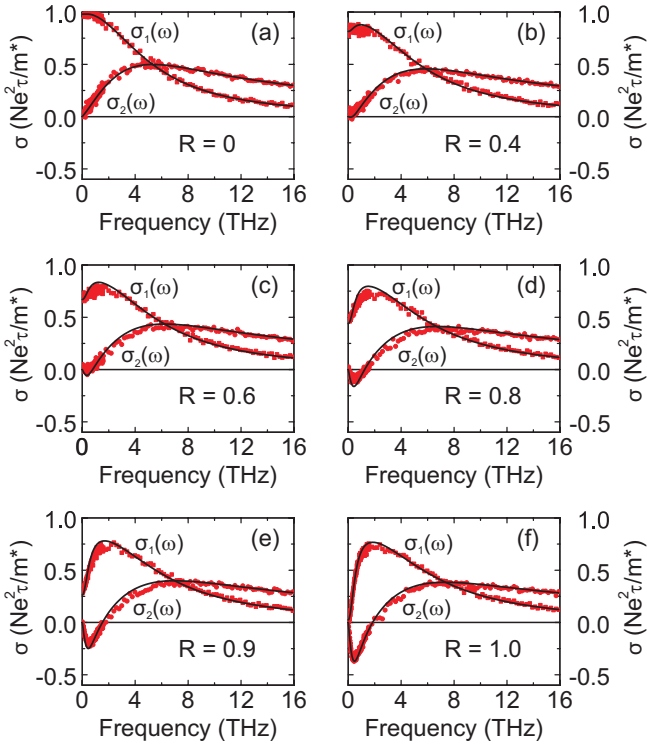 1.0
0.5
0.0
-0.5
σ (Ne²τ/m*)
σ₁(ω)
σ₂(ω)
(a)
R = 0
0 4 8 12 16
Frequency (THz)
σ₁(ω)
σ₂(ω)
(b)
R = 0.4
0 4 8 12 16
Frequency (THz)
1.0
0.5
0.0
-0.5
σ (Ne²τ/m*)
1.0
0.5
0.0
-0.5
σ (Ne²τ/m*)
(c)
σ₁(ω)
σ₂(ω)
R = 0.6
0 4 8 12 16
Frequency (THz)
(d)
σ₁(ω)
σ₂(ω)
R = 0.8
0 4 8 12 16
Frequency (THz)
1.0
0.5
0.0
-0.5
σ (Ne²τ/m*)
1.0
0.5
0.0
-0.5
σ (Ne²τ/m*)
(e)
σ₁(ω)
σ₂(ω)
R = 0.9
0 4 8 12 16
Frequency (THz)
(f)
σ₁(ω)
σ₂(ω)
R = 1.0
0 4 8 12 16
Frequency (THz)
1.0
0.5
0.0
-0.5
σ (Ne²τ/m*)